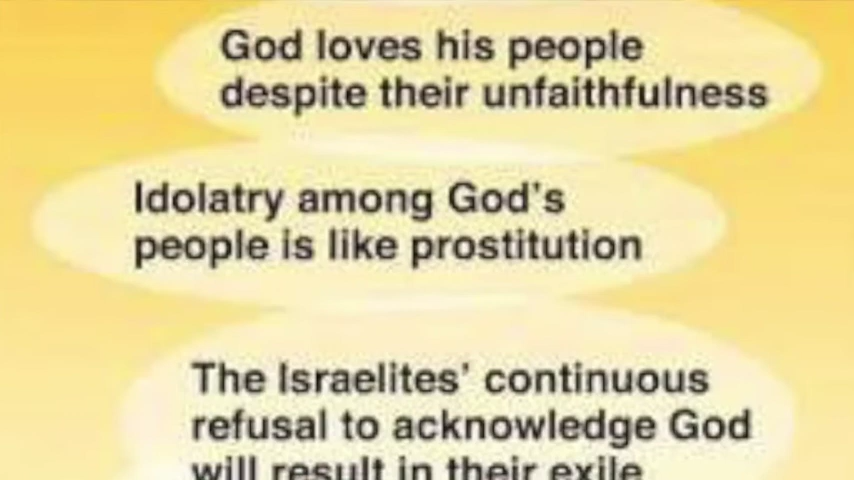 God loves his people
despite their unfaithfulness
Idolatry among God's
people is like prostitution
The Israelites' continuous
refusal to acknowledge God
will result in their exile